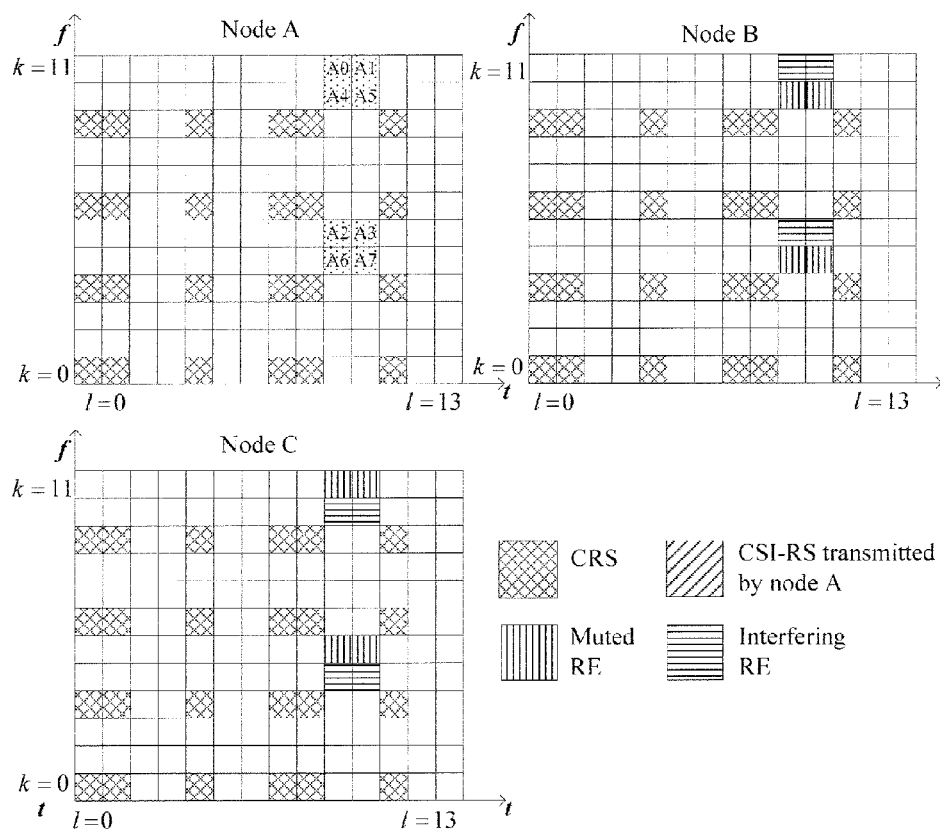 f
Node A
k = 11
A0 A1
A4 A5
A2 A3
A6 A7
k = 0
l = 0
l = 13
t
f
Node B
k = 11
k = 0
l = 0
l = 13
t
f
Node C
k = 11
k = 0
t
l = 0
l = 13
t
CRS
CSI-RS transmitted
by node A
Muted
RE
Interfering
RE